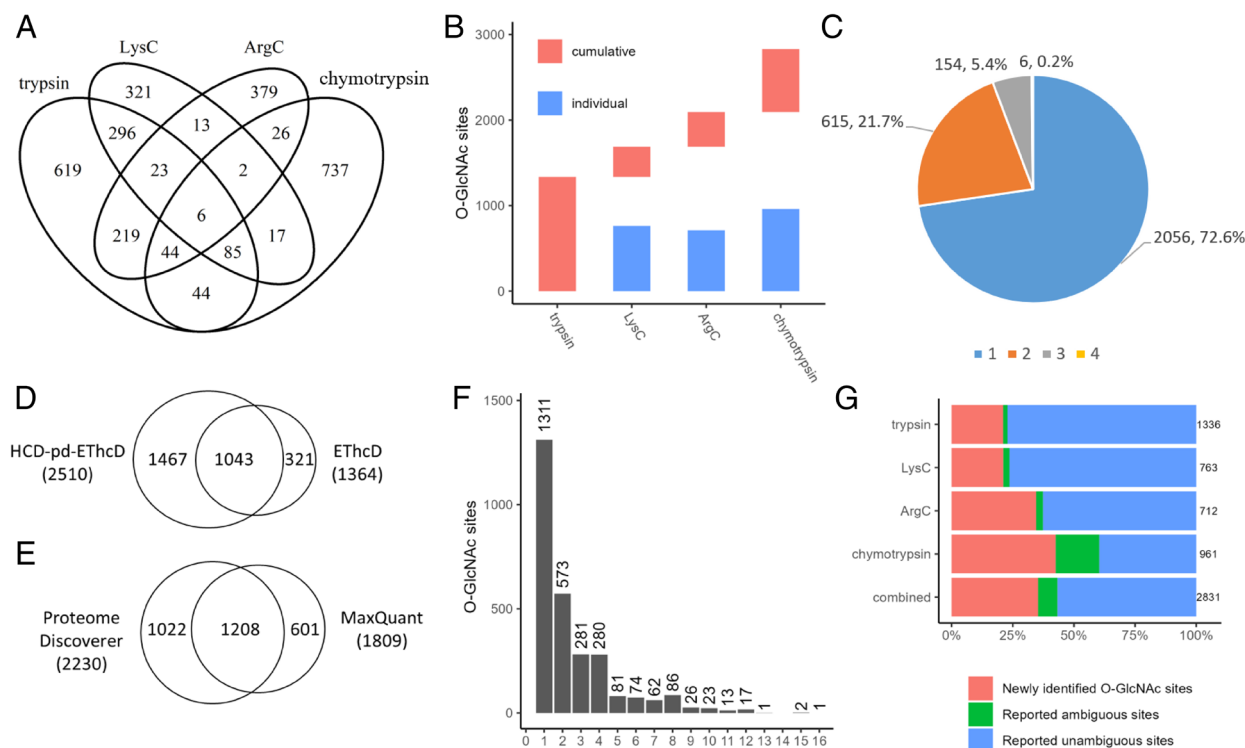 A
LysC
ArgC
trypsin
chymotrypsin
321
379
296
13
26
619
23
2
737
6
219
44
85
17
44
B
3000
2000
1000
0
O-GlcNAc sites
cumulative
individual
trypsin
LysC
ArgC
chymotrypsin
C
154, 5.4%
6, 0.2%
615, 21.7%
2056, 72.6%
1
2
3
4
D
HCD-pd-EThcD
(2510)
1467
1043
321
EThcD
(1364)
E
Proteome
Discoverer
(2230)
1022
1208
601
MaxQuant
(1809)
F
1500
1000
500
0
O-GlcNAc sites
1311
573
281
280
81
74
62
86
26
23
13
17
1
2
1
0 1 2 3 4 5 6 7 8 9 10 11 12 13 14 15 16
G
trypsin
1336
LysC
763
ArgC
712
chymotrypsin
961
combined
2831
0% 25% 50% 75% 100%
Newly identified O-GlcNAc sites
Reported ambiguous sites
Reported unambiguous sites